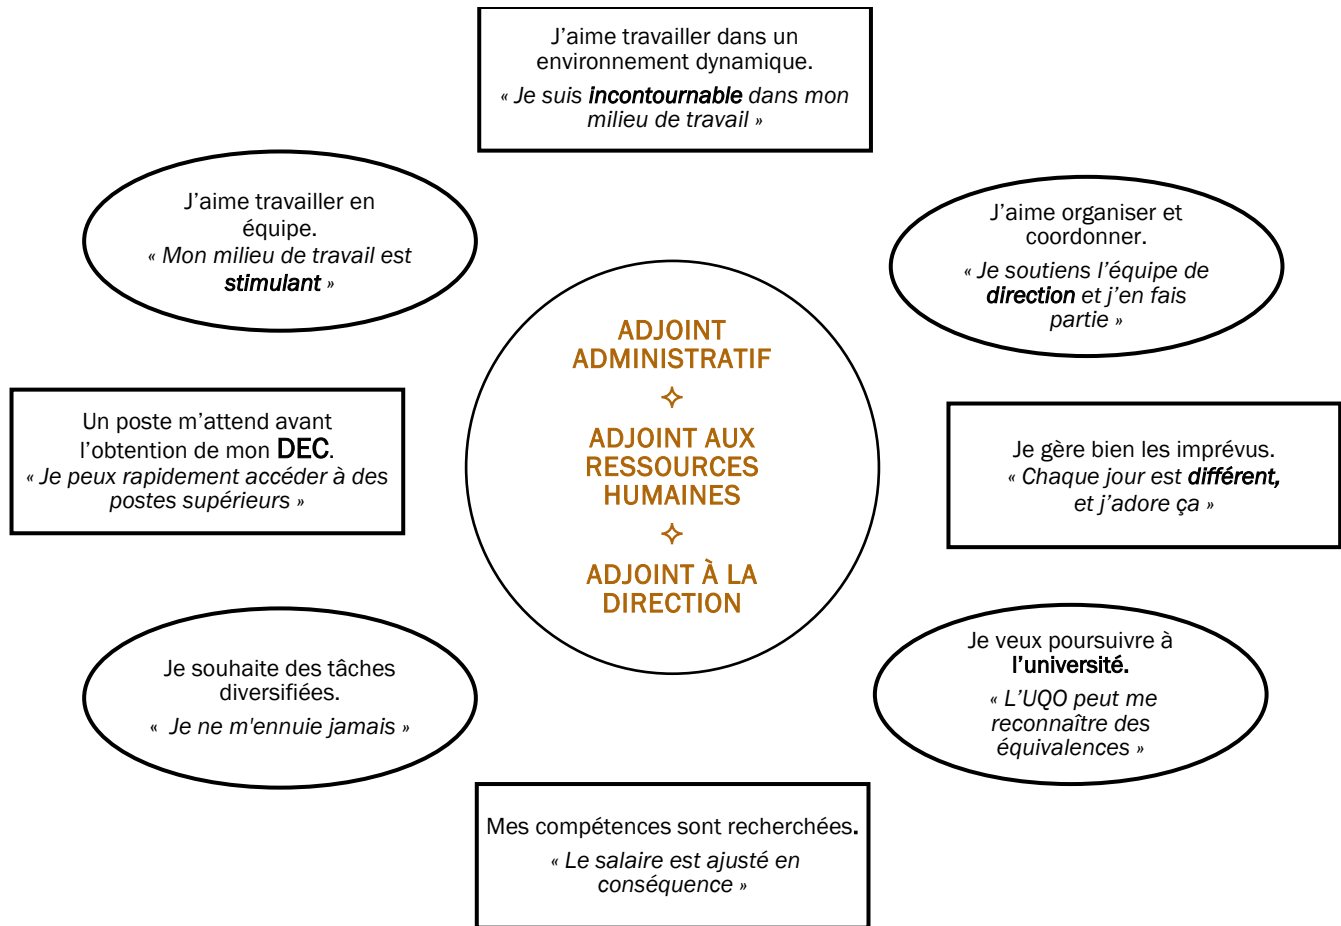 J’aime travailler dans un
environnement dynamique.
« Je suis incontournable dans mon
milieu de travail »
J’aime travailler en
équipe.
« Mon milieu de travail est
stimulant »
J’aime organiser et
coordonner.
« Je soutiens l’équipe de
direction et j’en fais
partie »
ADJOINT
ADMINISTRATIF
ADJOINT AUX
RESSOURCES
HUMAINES
ADJOINT À LA
DIRECTION
Un poste m’attend avant
l’obtention de mon DEC.
« Je peux rapidement accéder à des
postes supérieurs »
Je gère bien les imprévus.
« Chaque jour est différent,
et j’adore ça »
Je souhaite des tâches
diversifiées.
« Je ne m'ennuie jamais »
Je veux poursuivre à
l’université.
« L’UQO peut me
reconnaître des
équivalences »
Mes compétences sont recherchées.
« Le salaire est ajusté en
conséquence »